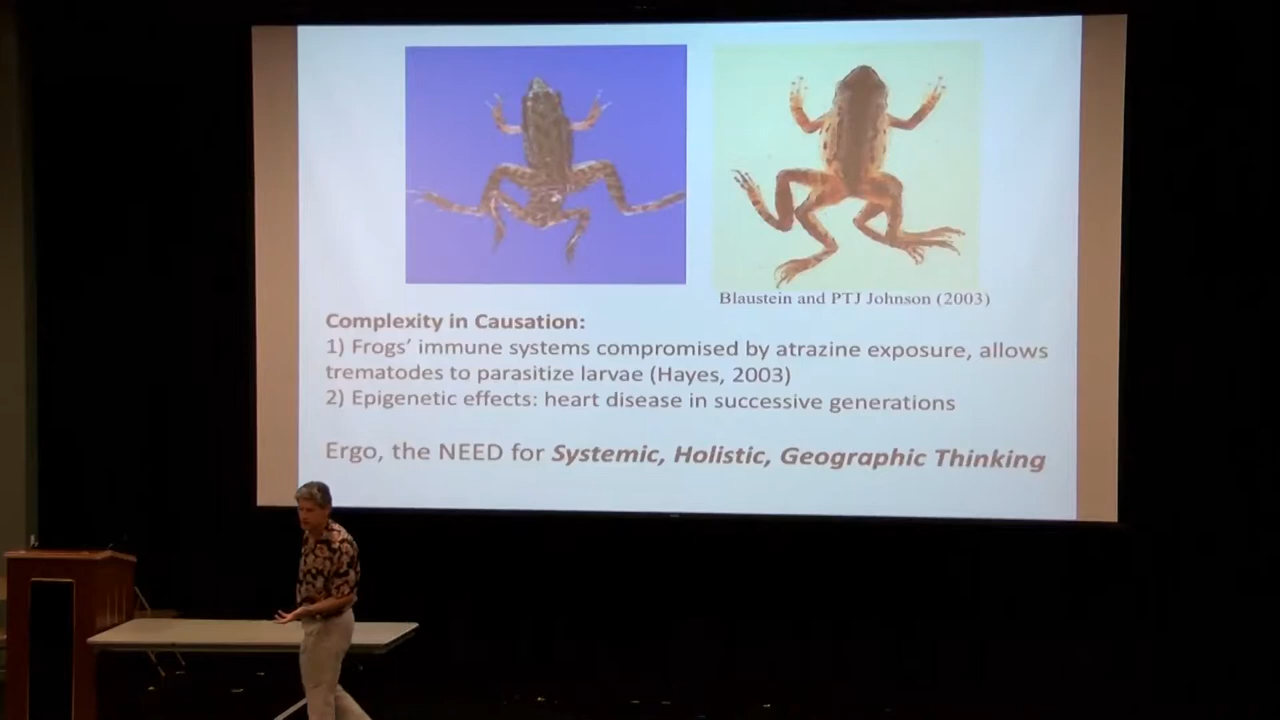 Blaustein and PTJ Johnson (2003)
Complexity in Causation:
1) Frogs’ immune systems compromised by atrazine exposure, allows
trematodes to parasitize larvae (Hayes, 2003)
2) Epigenetic effects: heart disease in successive generations
Ergo, the NEED for Systemic, Holistic, Geographic Thinking